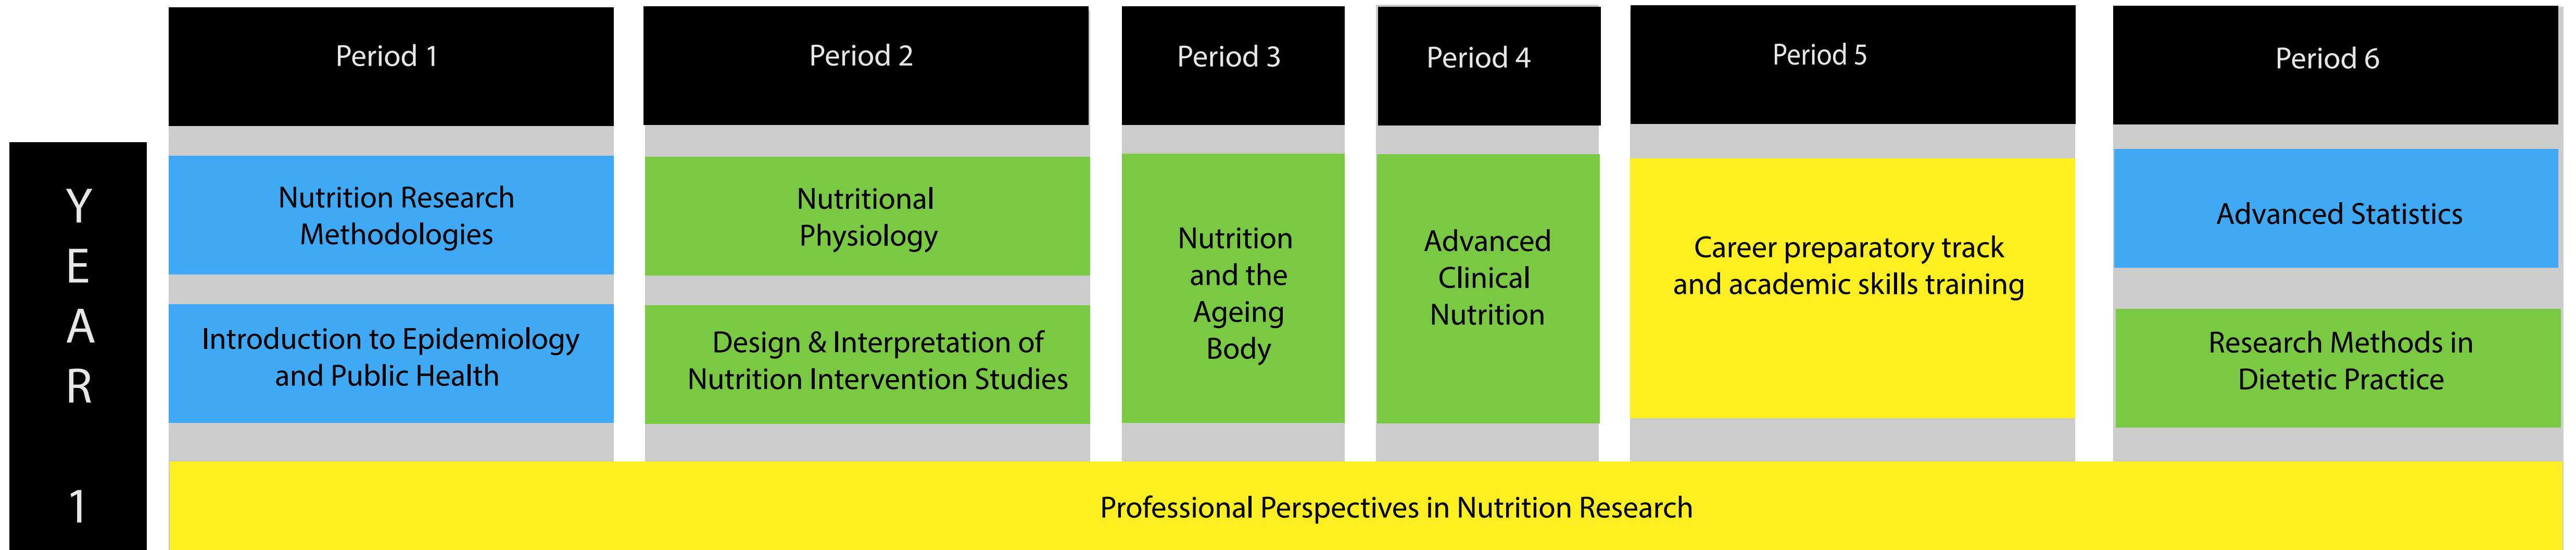 Period 1
Period 2
Period 3
Period 4
Period 5
Period 6
YEAR 1
Nutrition Research
Methodologies
Introduction to Epidemiology
and Public Health
Nutritional
Physiology
Design & Interpretation of
Nutrition Intervention Studies
Nutrition
and the
Ageing
Body
Advanced
Clinical
Nutrition
Career preparatory track
and academic skills training
Advanced Statistics
Research Methods in
Dietetic Practice
Professional Perspectives in Nutrition Research